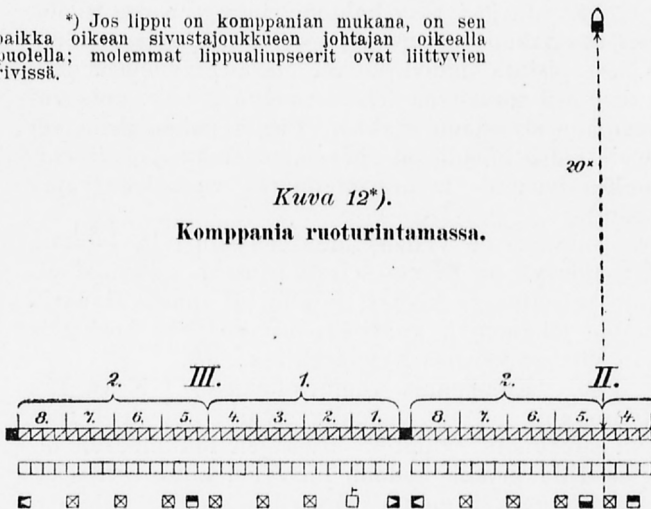 *) Jos lippu on komppanian mukana, on sen
paikka oikean sivustajoukkueen johtajan oikealla
puolella; molemmat lippualiupseerit ovat liittyvien
rivissä.
20×
Kuva 12*).
Komppania ruoturintamassa.
2. III. 1. 2. II.
8. 7. 6. 5. 4. 3. 2. 1. 8. 7. 6. 5. 4.